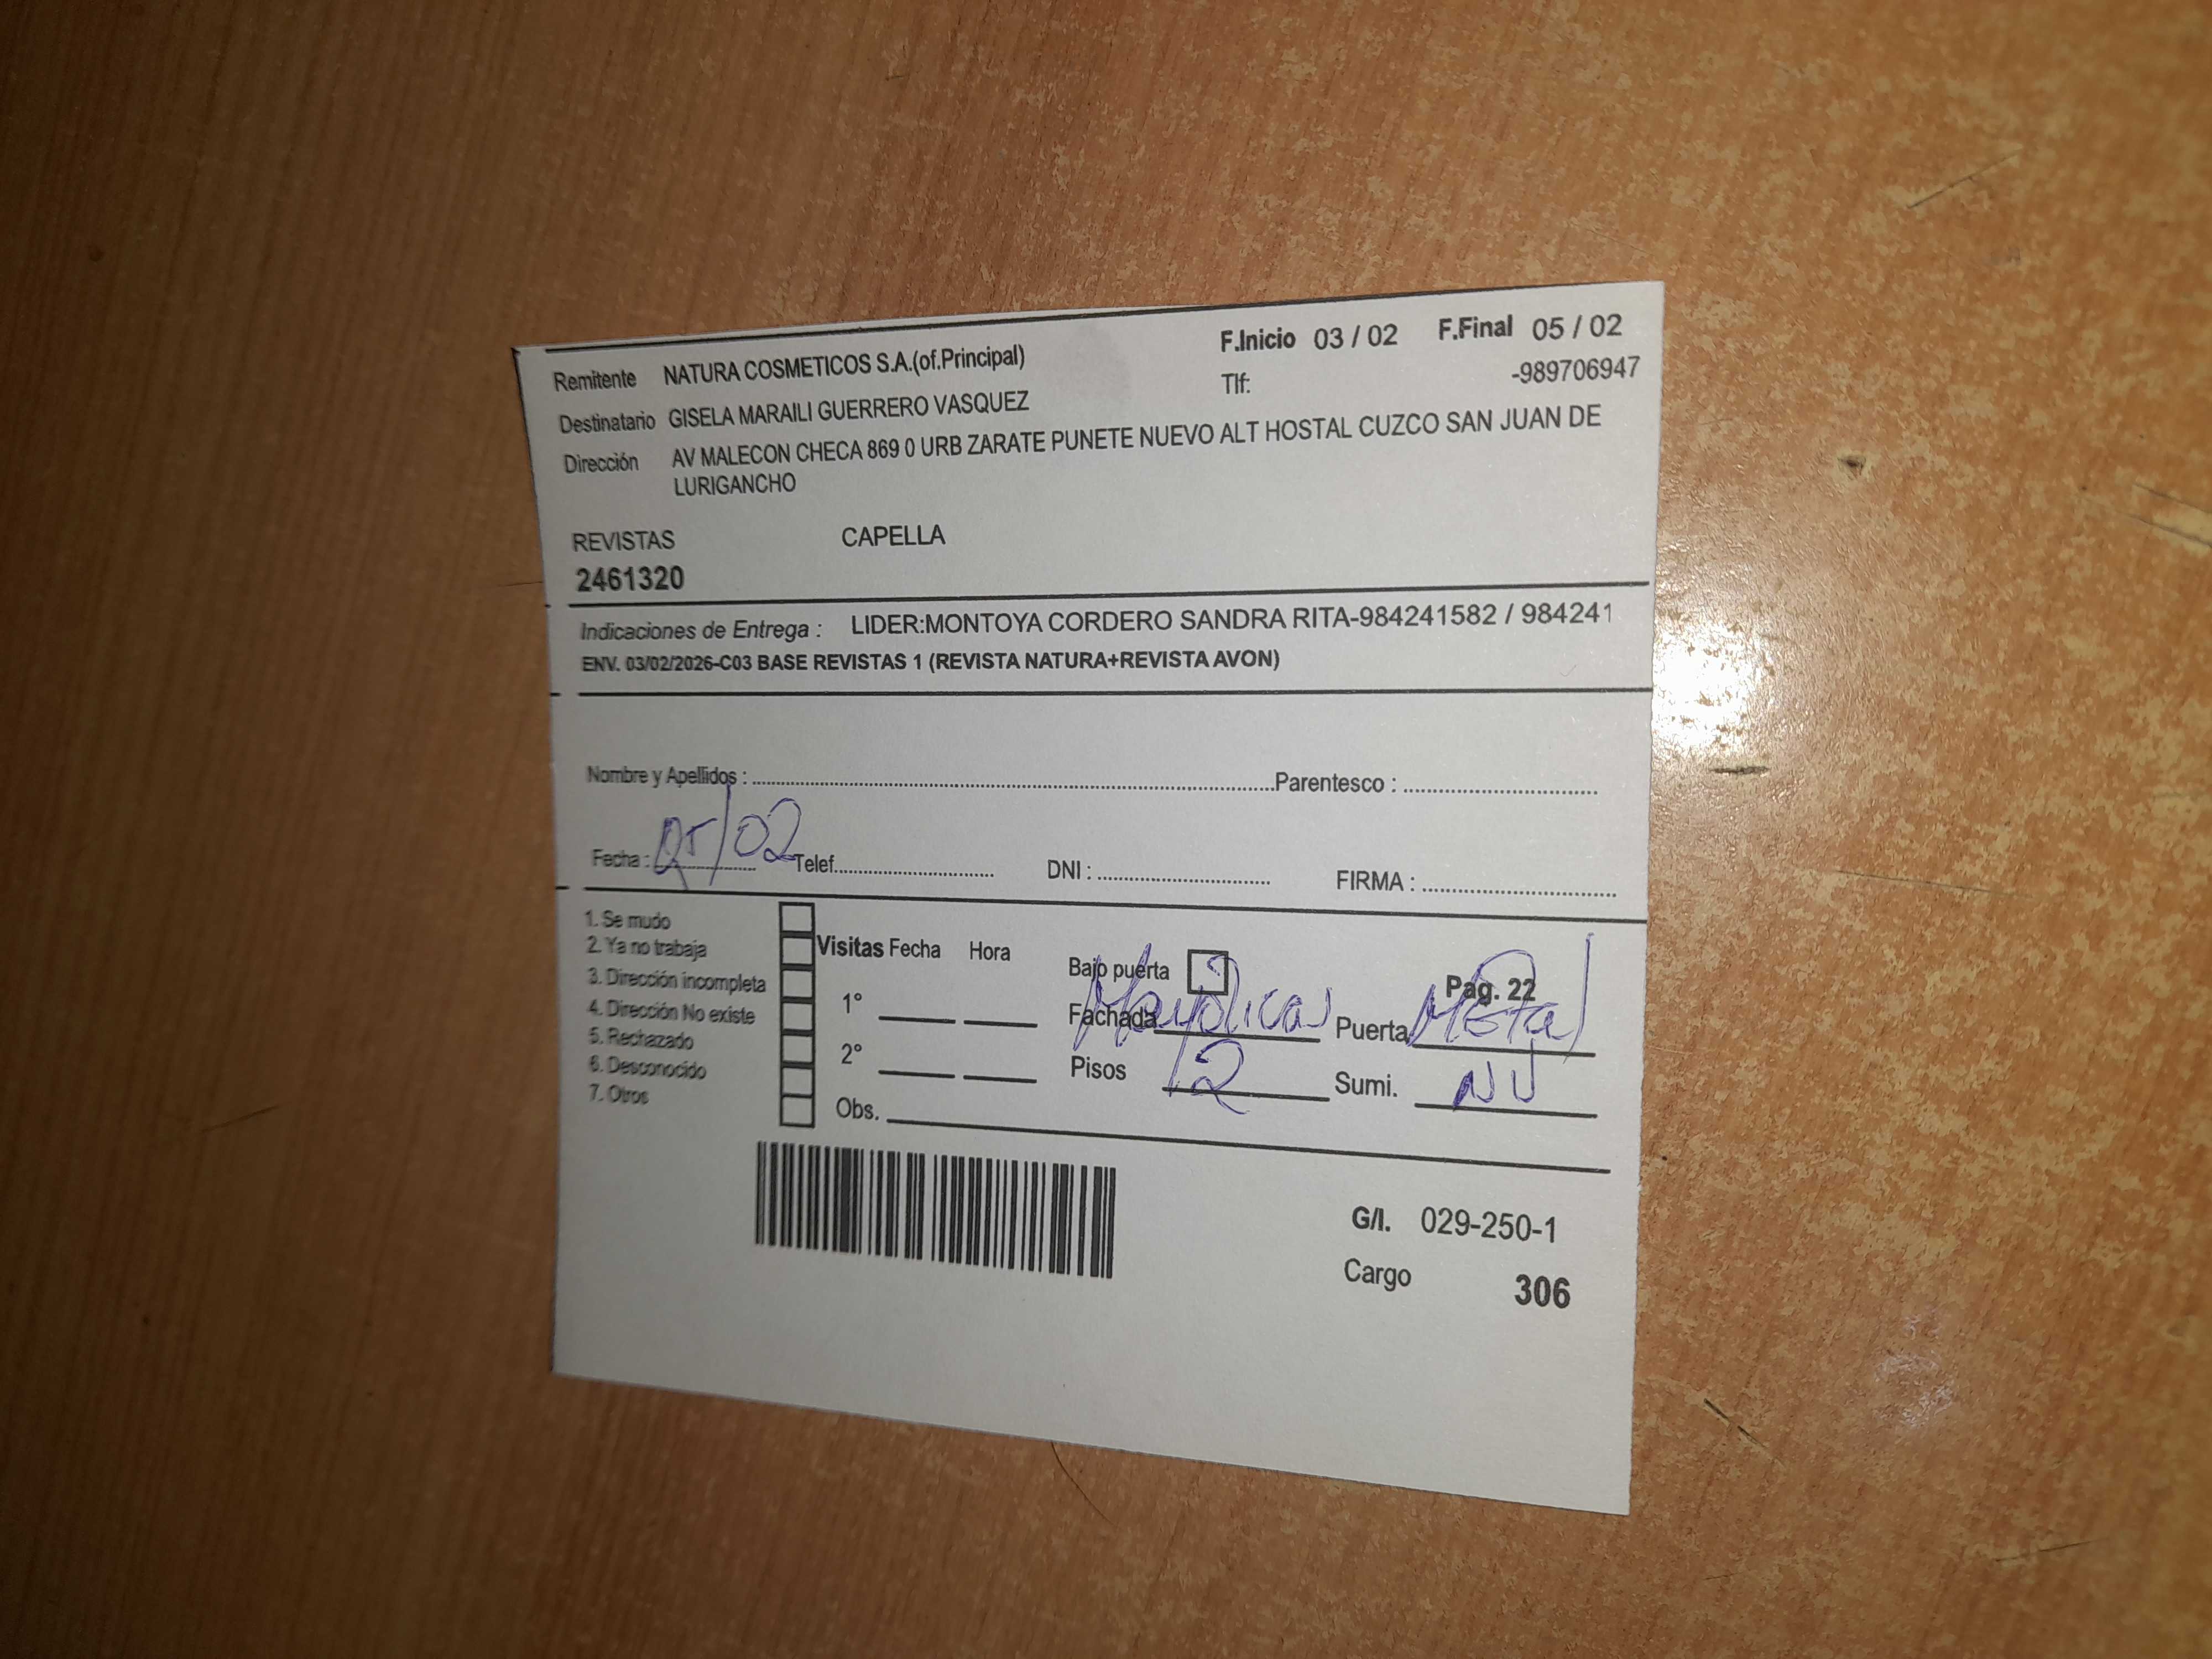 F.Inicio 03 / 02 F.Final 05 / 02
Remitente NATURA COSMETICOS S.A.(of.Principal)
Tlf: -989706947
Destinatario GISELA MARAILI GUERRERO VASQUEZ
Dirección AV MALECON CHECA 869 0 URB ZARATE PUNETE NUEVO ALT HOSTAL CUZCO SAN JUAN DE
LURIGANCHO
REVISTAS CAPELLA
2461320
Indicaciones de Entrega : LIDER:MONTOYA CORDERO SANDRA RITA-984241582 / 984241
ENV. 03/02/2026-C03 BASE REVISTAS 1 (REVISTA NATURA+REVISTA AVON)
Nombre y Apellidos : Parentesco :
Fecha : 05/02 Telef. DNI : FIRMA :
1. Se mudo
2. Ya no trabaja
3. Dirección incompleta
4. Dirección No existe
5. Rechazado
6. Desconocido
7. Otros
Visitas Fecha Hora
1°
2°
Obs.
Bajo puerta Pag. 22
Fachada Mayolicas Puerta Metal
Pisos 2 Sumi. NU
G/I. 029-250-1
Cargo 306